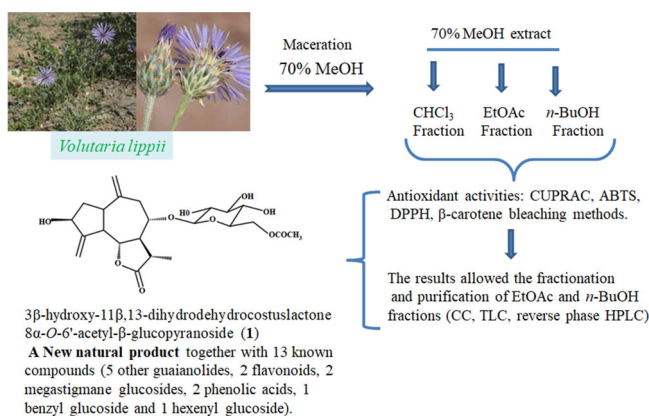 Volutaria lippii
Maceration
70% MeOH
70% MeOH extract
CHCl3 EtOAc n-BuOH
Fraction Fraction Fraction
Antioxidant activities: CUPRAC, ABTS,
DPPH, β-carotene bleaching methods.
The results allowed the fractionation
and purification of EtOAc and n-BuOH
fractions (CC, TLC, reverse phase HPLC)
OH
H0
OH
HO
O
O
OCOCH3
O
O
3β-hydroxy-11β,13-dihydrodehydrocostuslactone
8α-O-6'-acetyl-β-glucopyranoside (1)
A New natural product together with 13 known
compounds (5 other guaianolides, 2 flavonoids, 2
megastigmane glucosides, 2 phenolic acids, 1
benzyl glucoside and 1 hexenyl glucoside).